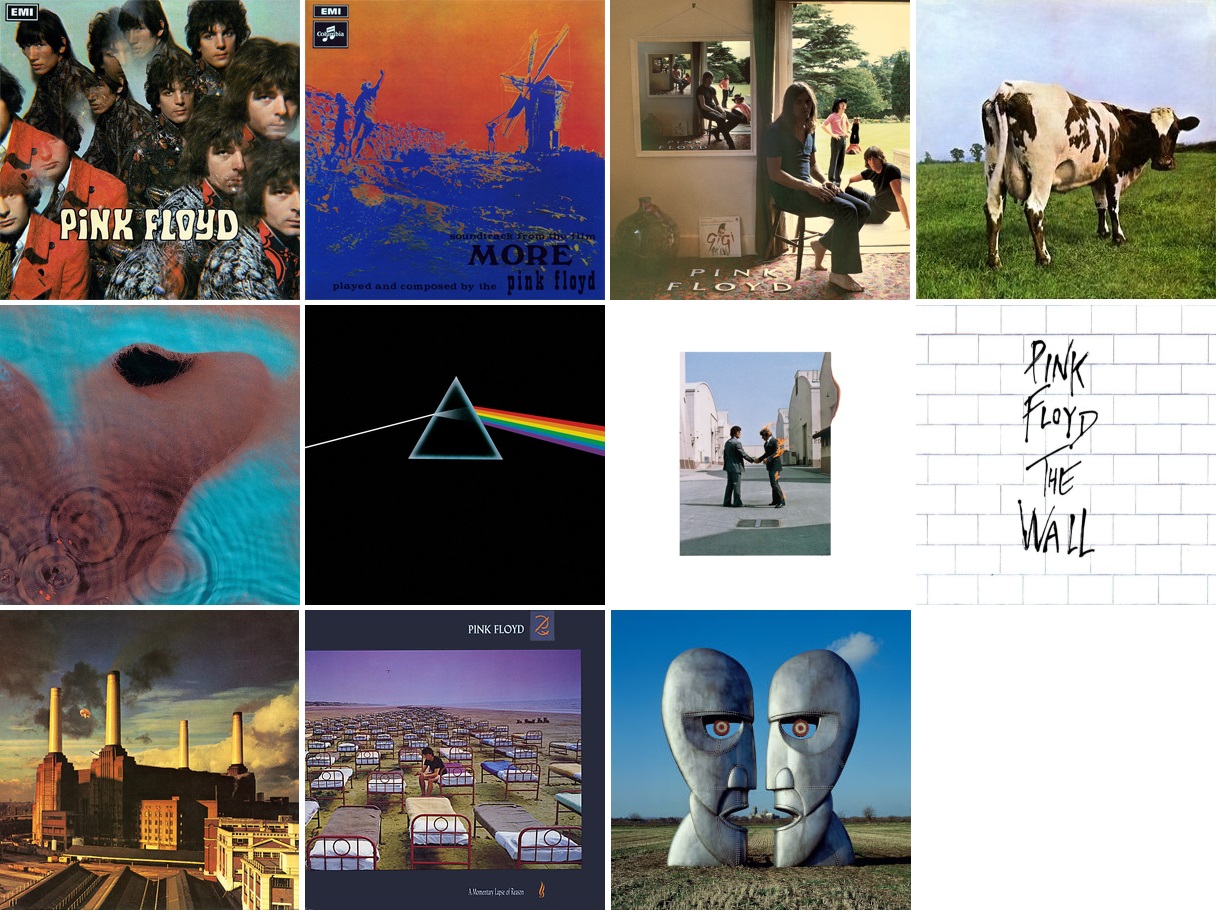 EMI
PiNK FLOYD
EMI
Columbia
soundtrack from the film
MORE
played and composed by the pink floyd
GiGi
PINK
FLOYD
PINK
FLOYD
THE
WALL
PINK FLOYD
A Momentary Lapse of Reason